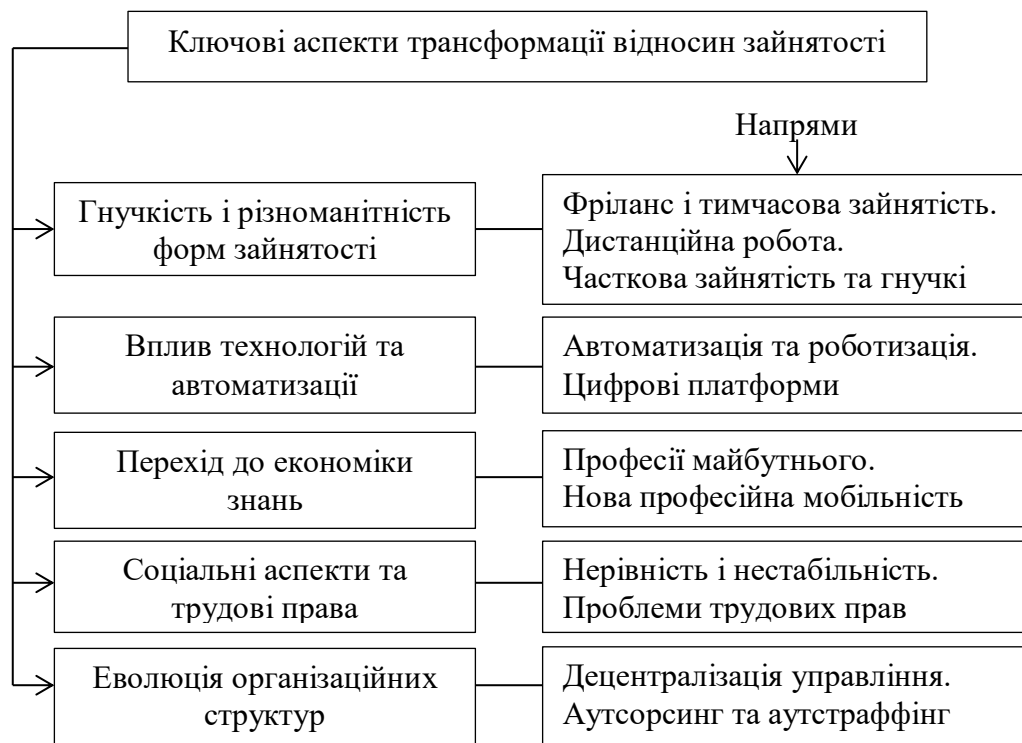 Ключові аспекти трансформації відносин зайнятості
Напрями
Гнучкість і різноманітність
форм зайнятості
Фріланс і тимчасова зайнятість.
Дистанційна робота.
Часткова зайнятість та гнучкі
Вплив технологій та
автоматизації
Автоматизація та роботизація.
Цифрові платформи
Перехід до економіки
знань
Професії майбутнього.
Нова професійна мобільність
Соціальні аспекти та
трудові права
Нерівність і нестабільність.
Проблеми трудових прав
Еволюція організаційних
структур
Децентралізація управління.
Аутсорсинг та аутстраффінг